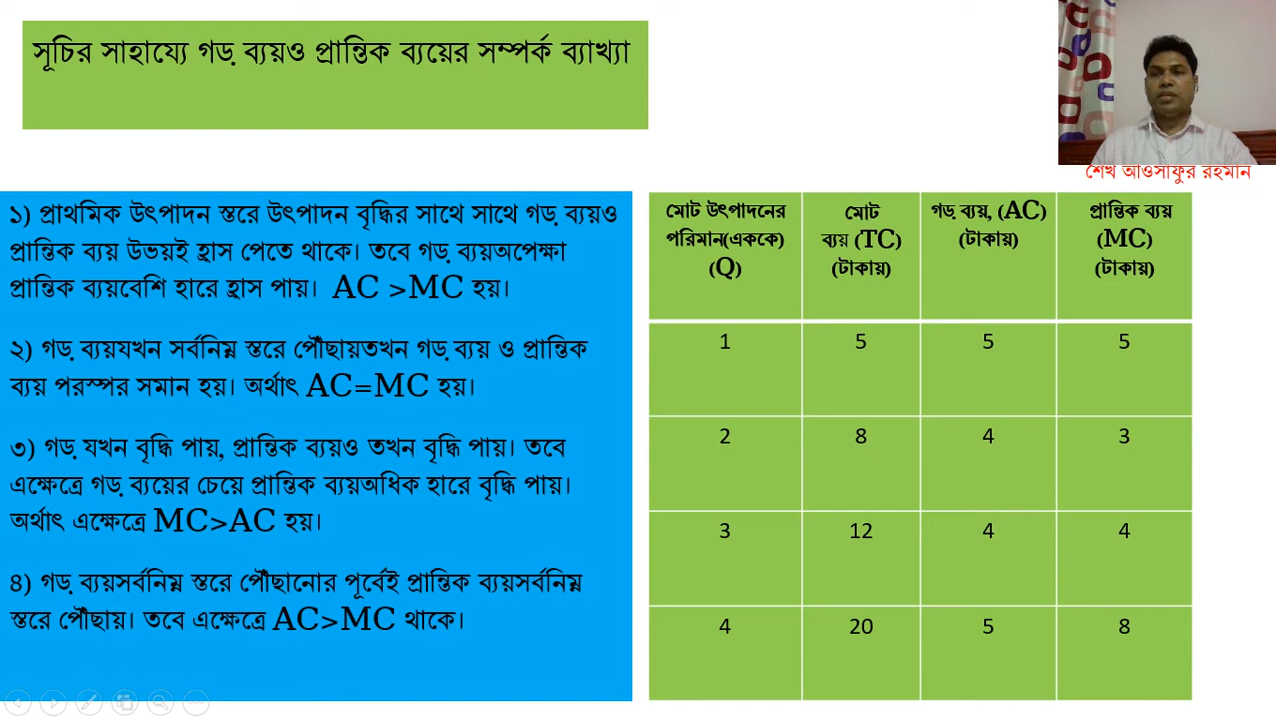 সূচির সাহায্যে গড় ব্যয়ও প্রান্তিক ব্যয়ের সম্পর্ক ব্যাখ্যা
শেখ আওসাফুর রহমান
১) প্রাথমিক উৎপাদন স্তরে উৎপাদন বৃদ্ধির সাথে সাথে গড় ব্যয়ও
প্রান্তিক ব্যয় উভয়ই হ্রাস পেতে থাকে। তবে গড় ব্যয়অপেক্ষা
প্রান্তিক ব্যয়বেশি হারে হ্রাস পায়। AC >MC হয়।
২) গড় ব্যয়যখন সর্বনিম্ন স্তরে পৌঁছায়তখন গড় ব্যয় ও প্রান্তিক
ব্যয় পরস্পর সমান হয়। অর্থাৎ AC=MC হয়।
৩) গড় যখন বৃদ্ধি পায়, প্রান্তিক ব্যয়ও তখন বৃদ্ধি পায়। তবে
এক্ষেত্রে গড় ব্যয়ের চেয়ে প্রান্তিক ব্যয়অধিক হারে বৃদ্ধি পায়।
অর্থাৎ এক্ষেত্রে MC>AC হয়।
৪) গড় ব্যয়সর্বনিম্ন স্তরে পৌঁছানোর পূর্বেই প্রান্তিক ব্যয়সর্বনিম্ন
স্তরে পৌঁছায়। তবে এক্ষেত্রে AC>MC থাকে।
মোট উৎপাদনের পরিমান(এককে) (Q) মোট ব্যয় (TC) (টাকায়) গড় ব্যয়, (AC) (টাকায়) প্রান্তিক ব্যয় (MC) (টাকায়)
1 5 5 5
2 8 4 3
3 12 4 4
4 20 5 8